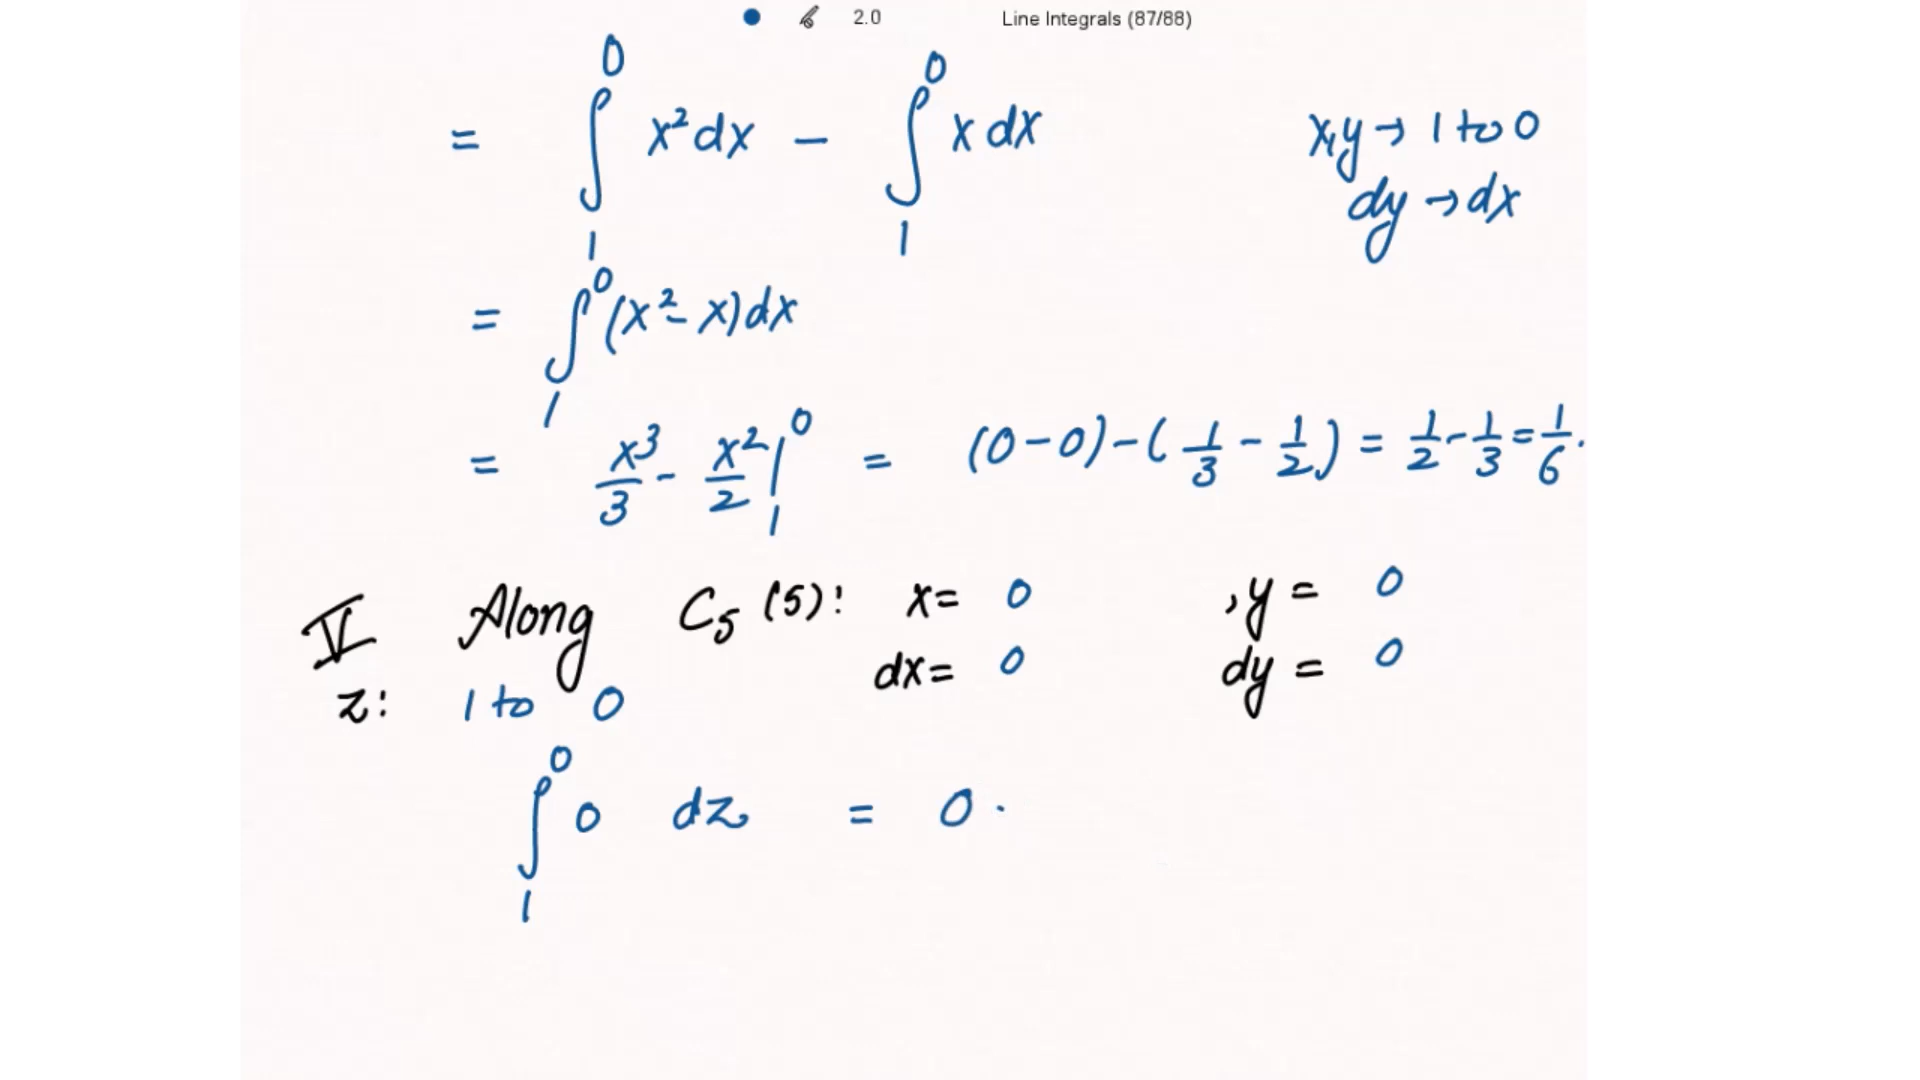 2.0 Line Integrals (87/88)
= ∫₁⁰ x² dx − ∫₁⁰ x dx
x,y → 1 to 0
dy → dx
= ∫₁⁰ (x² − x) dx
= x³/3 − x²/2 |₁⁰ = (0 − 0) − (1/3 − 1/2) = 1/2 − 1/3 = 1/6.
V Along C₅ (5): x = 0 , y = 0
dx = 0 dy = 0
z: 1 to 0
∫₁⁰ 0 dz = 0.